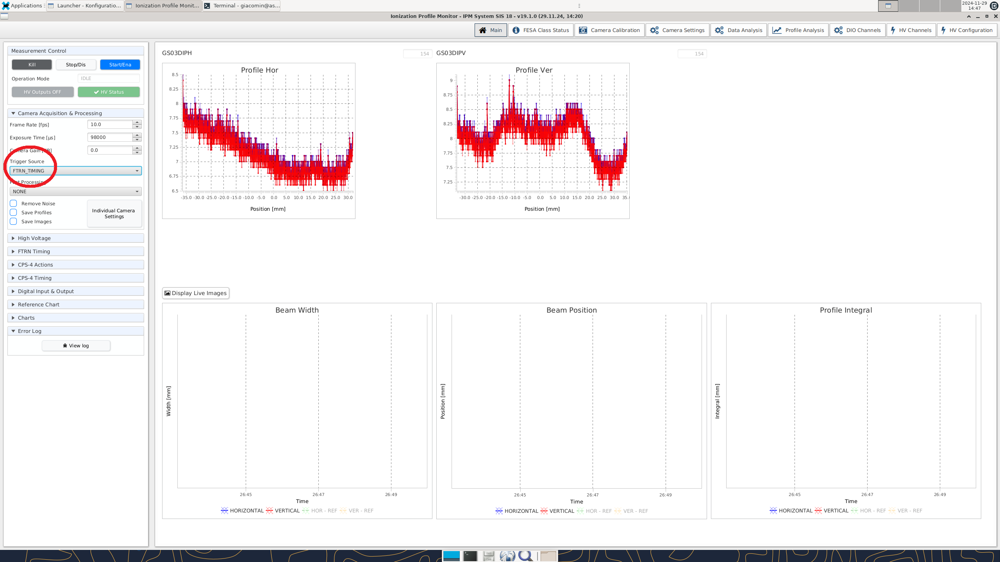 Applications
Launcher - Konfiguratio...
Ionization Profile Monit...
Terminal - giacomin@as...
2024-11-29
14:47
Ionization Profile Monitor - IPM System SIS 18 - v19.1.0 (29.11.24, 14:20)
Main
FESA Class Status
Camera Calibration
Camera Settings
Data Analysis
Profile Analysis
DIO Channels
HV Channels
HV Configuration
Measurement Control
Kill
Stop/Dis
Start/Ena
Operation Mode
IDLE
HV Outputs OFF
HV Status
Camera Acquisition & Processing
Frame Rate [fps]
10.0
Exposure Time [µs]
98000
0.0
Trigger Source
FTRN_TIMING
Processing
NONE
Remove Noise
Save Profiles
Save Images
Individual Camera
Settings
High Voltage
FTRN Timing
CPS-4 Actions
CPS-4 Timing
Digital Input & Output
Reference Chart
Charts
Error Log
View log
GS03DIPH
154
Profile Hor
8.5
8.25
8
7.75
7.5
7.25
7
6.75
6.5
-35.0 -30.0 -25.0 -20.0 -15.0 -10.0 -5.0 0.0 5.0 10.0 15.0 20.0 25.0 30.0
Position [mm]
GS03DIPV
154
Profile Ver
9
8.75
8.5
8.25
8
7.75
7.5
7.25
-30.0 -25.0 -20.0 -15.0 -10.0 -5.0 0.0 5.0 10.0 15.0 20.0 25.0 30.0 35.
Position [mm]
Display Live Images
Beam Width
Width [mm]
26:45 26:47 26:49
Time
HORIZONTAL VERTICAL HOR - REF VER - REF
Beam Position
Position [mm]
26:45 26:47 26:49
Time
HORIZONTAL VERTICAL HOR - REF VER - REF
Profile Integral
Integral [mm]
26:45 26:47 26:49
Time
HORIZONTAL VERTICAL HOR - REF VER - REF